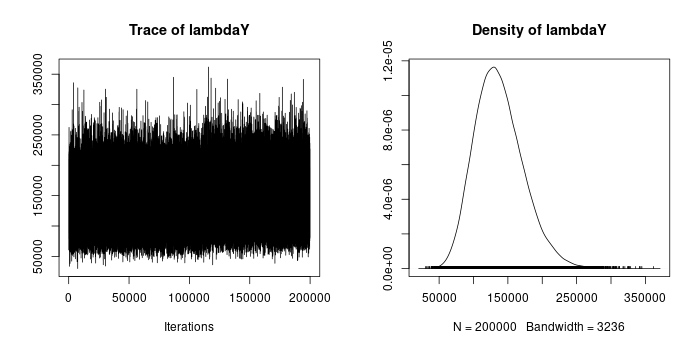 Trace of lambdaY
350000
250000
150000
50000
0
50000
100000
150000
200000
Iterations
Density of lambdaY
1.2e-05
8.0e-06
4.0e-06
0.0e+00
50000
150000
250000
350000
N = 200000 Bandwidth = 3236